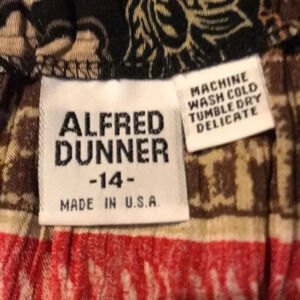 ALFRED
DUNNER
-14-
MADE IN U.S.A.
MACHINE
WASH COLD
TUMBLE DRY
DELICATE